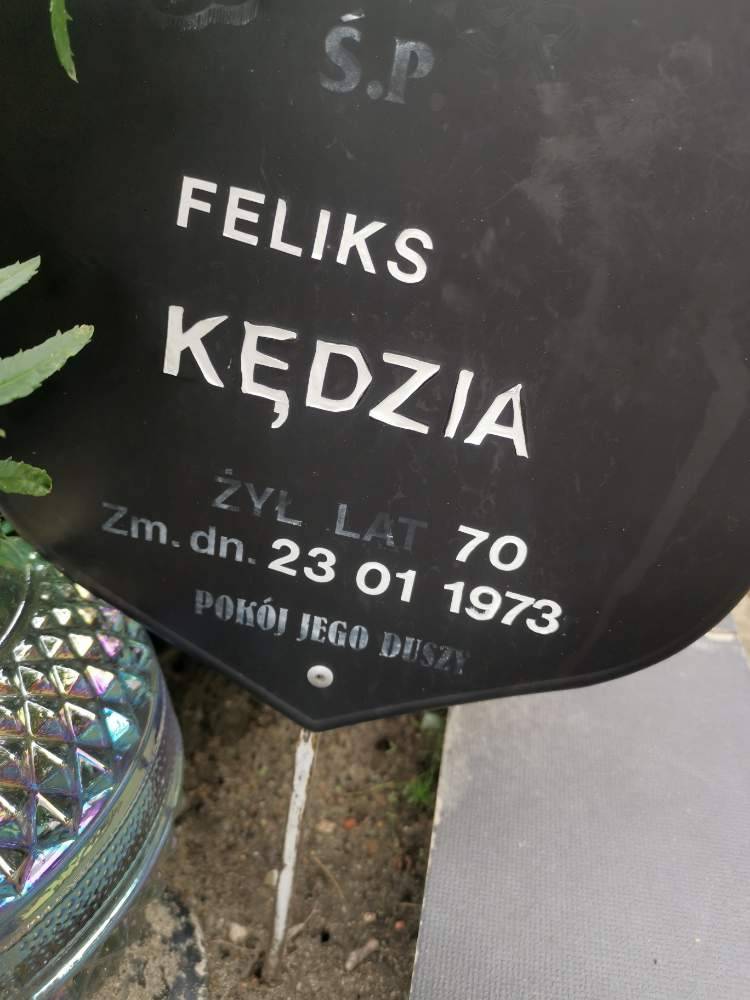 Ś.P.
FELIKS
KĘDZIA
ŻYŁ LAT 70
Zm. dn. 23 01 1973
POKÓJ JEGO DUSZY